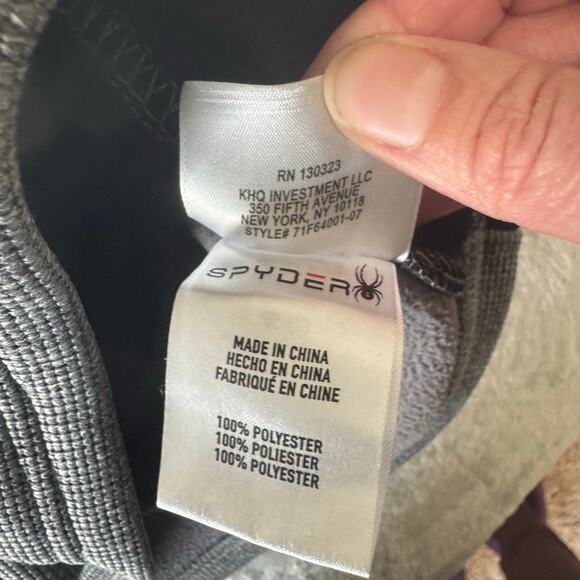 RN 130323
KHQ INVESTMENT LLC
350 FIFTH AVENUE
NEW YORK, NY 10118
STYLE# 71F64001-07
SPYDER
MADE IN CHINA
HECHO EN CHINA
FABRIQUÉ EN CHINE
100% POLYESTER
100% POLIESTER
100% POLYESTER